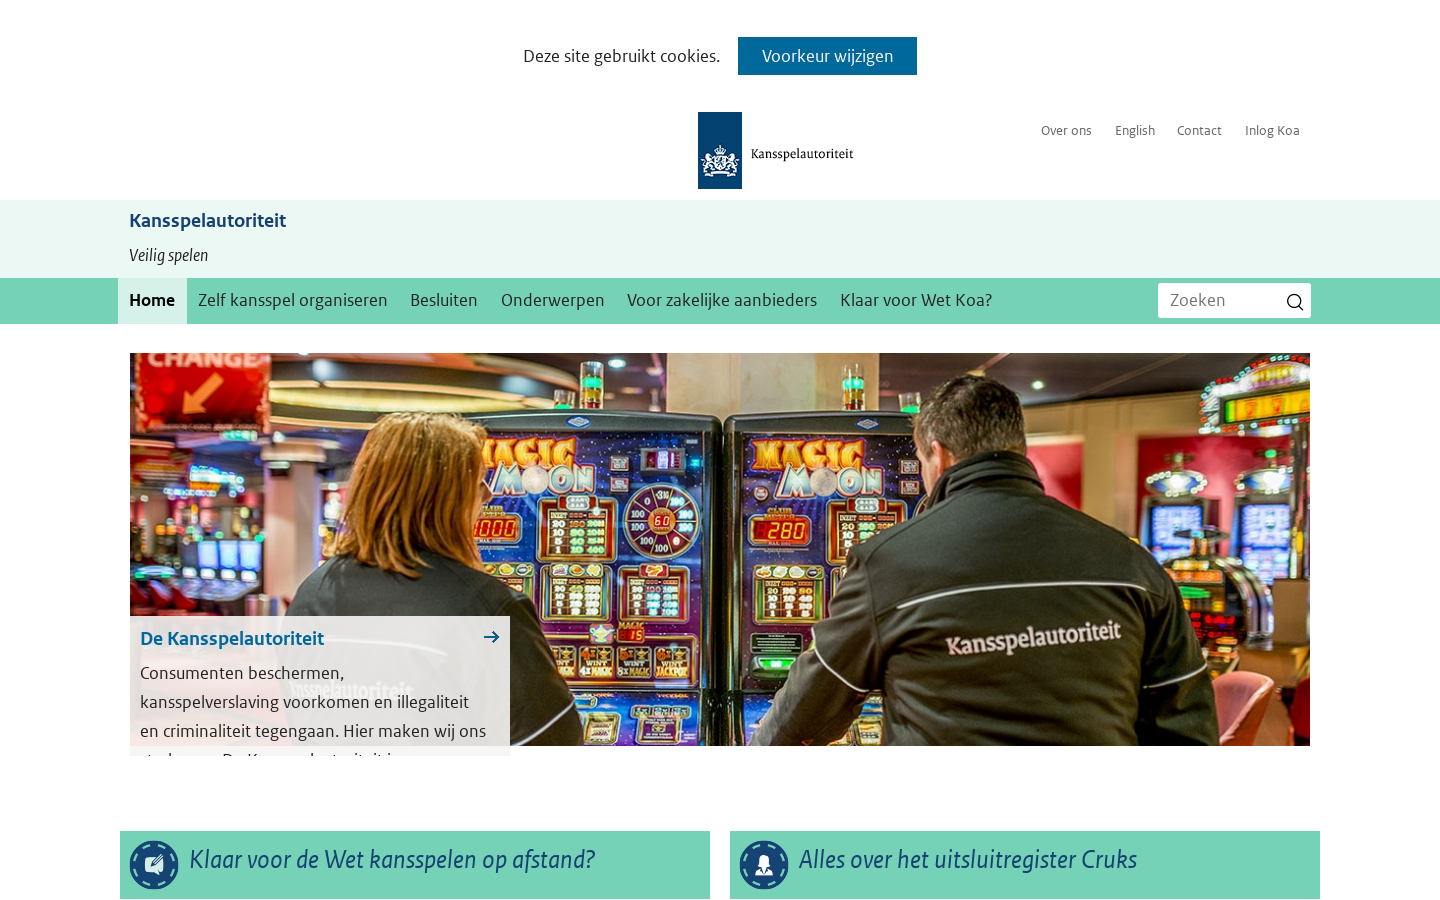 Deze site gebruikt cookies.
Voorkeur wijzigen
Kansspelautoriteit
Over ons
English
Contact
Inlog Koa
Kansspelautoriteit
Veilig spelen
Home
Zelf kansspel organiseren
Besluiten
Onderwerpen
Voor zakelijke aanbieders
Klaar voor Wet Koa?
Zoeken
CHANGE
MAGIC
MOON
MAGIC
MOON
280
Kansspelautoriteit
De Kansspelautoriteit
Consumenten beschermen,
kansspelverslaving voorkomen en illegaliteit
en criminaliteit tegengaan. Hier maken wij ons
Klaar voor de Wet kansspelen op afstand?
Alles over het uitsluitregister Cruks